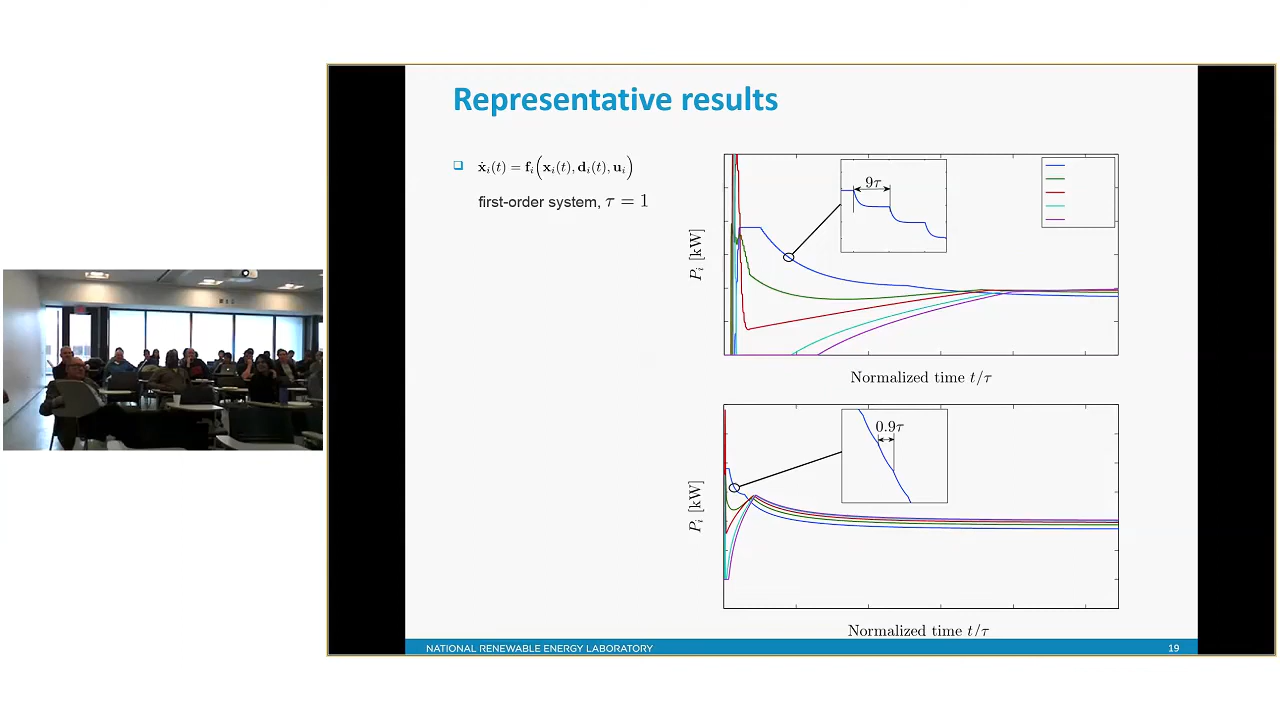 Representative results
❑ ẋᵢ(t) = fᵢ(xᵢ(t), dᵢ(t), uᵢ)
first-order system, τ = 1
9τ
Pᵢ [kW]
Normalized time t/τ
0.9τ
Pᵢ [kW]
Normalized time t/τ
NATIONAL RENEWABLE ENERGY LABORATORY
19